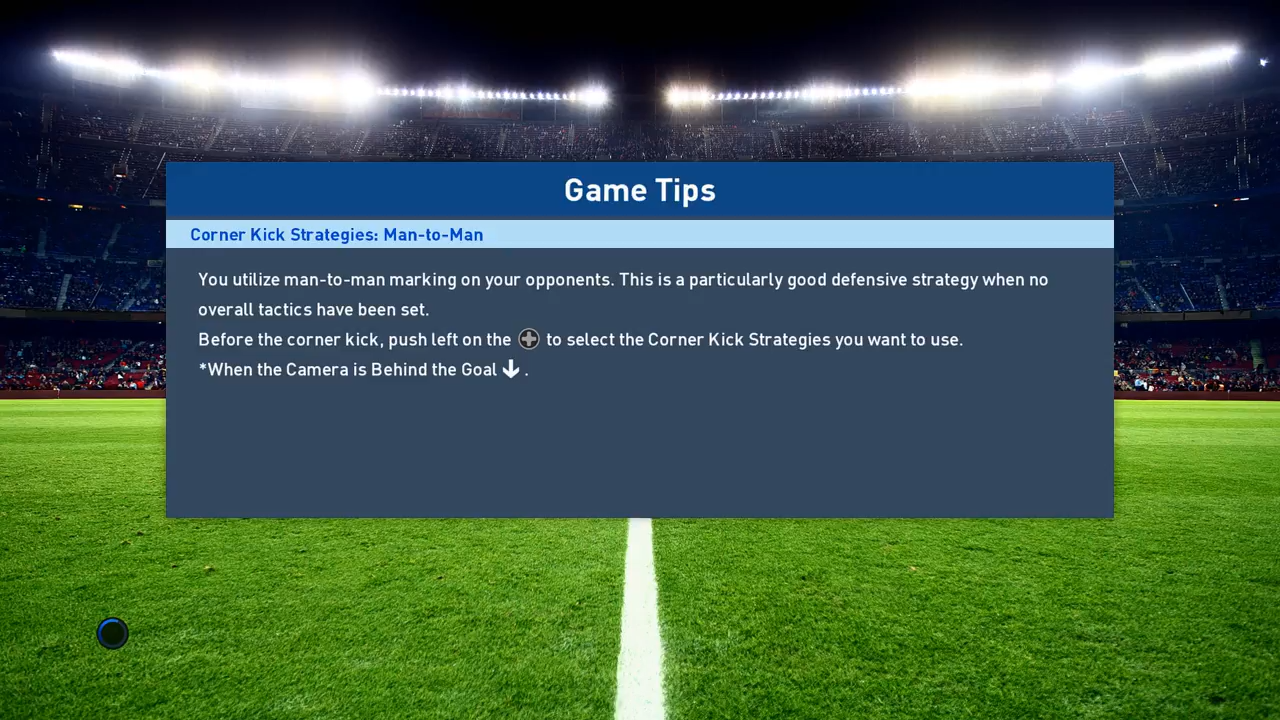 Game Tips
Corner Kick Strategies: Man-to-Man
You utilize man-to-man marking on your opponents. This is a particularly good defensive strategy when no
overall tactics have been set.
Before the corner kick, push left on the to select the Corner Kick Strategies you want to use.
*When the Camera is Behind the Goal ↓ .